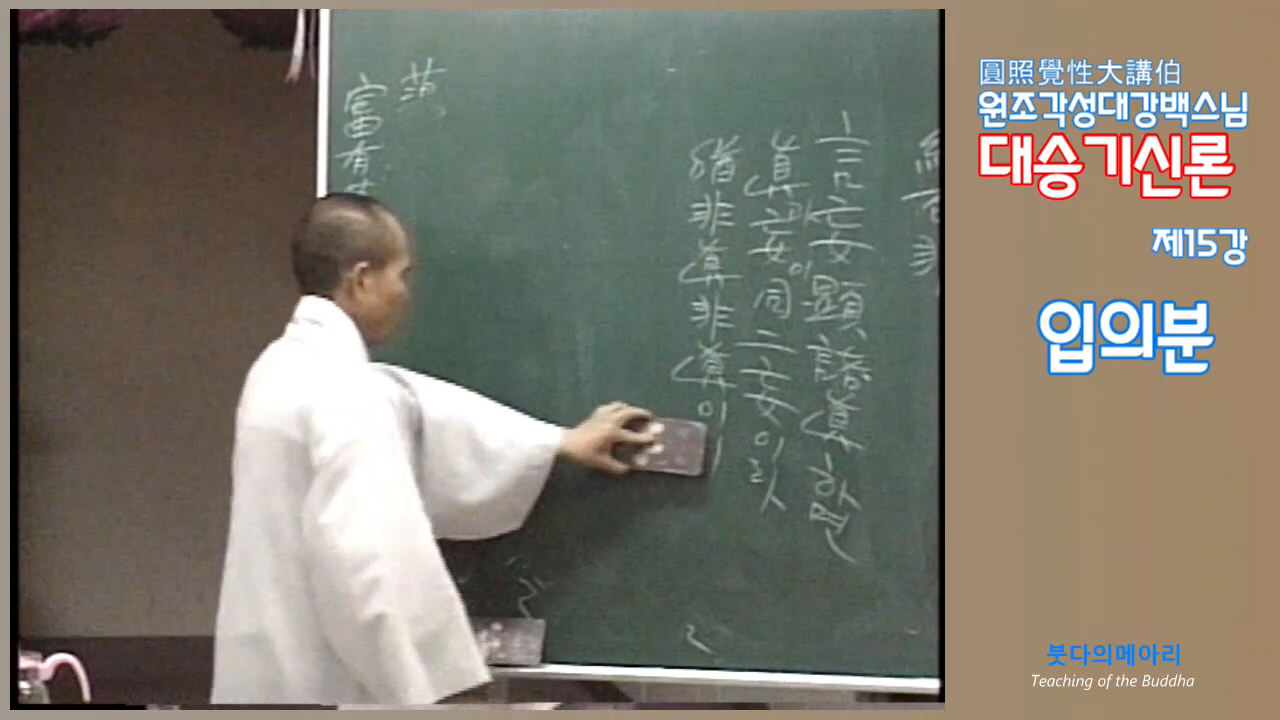 圓照覺性大講伯
원조각성대강백스님
대승기신론
제15강
입의분
言妄顯諸眞하면
眞妄이同二妄이라
猶非眞非眞이
富有
붓다의메아리
Teaching of the Buddha